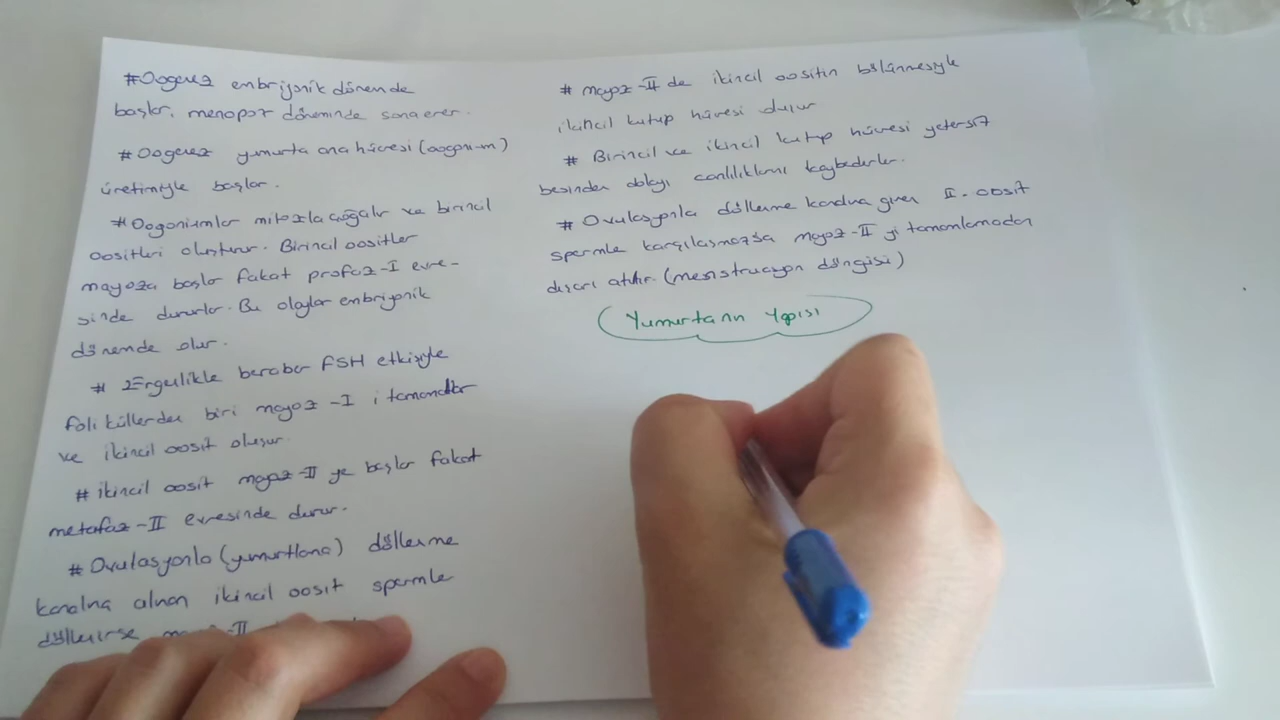 #Oogenez embriyonik dönemde
başlar, menopoz döneminde sona erer.
#Oogenez yumurta ana hücresi (oogonium)
üretimiyle başlar.
#Oogoniumlar mitozla çoğalır ve birincil
oositleri oluşturur. Birincil oositler
mayoza başlar fakat profaz-I evre-
sinde dururlar. Bu olaylar embriyonik
dönemde olur.
# Ergenlikle beraber FSH etkisiyle
foliküllerden biri mayoz-I i tamamlar
ve ikincil oosit oluşur.
# ikincil oosit mayoz-II ye başlar fakat
metafaz-II evresinde durur.
# Ovulasyonla (yumurtlama) döllenme
kanalına alınan ikincil oosit spermle
döllenirse
# mayoz-II de ikincil oositin bölünmesiyle
ikincil kutup hücresi oluşur
# Birincil ve ikincil kutup hücresi yetersiz
besinden dolayı canlılıklarını kaybederler.
# Ovulasyonla döllenme kanalına giren II. oosit
spermle karşılaşmazsa mayoz-II yi tamamlamadan
dışarı atılır. (menstruasyon döngüsü)
Yumurtanın Yapısı